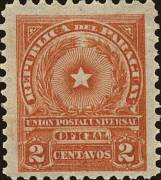 REPUBLICA DEL PARAGUAY
UNION POSTAL UNIVERSAL
OFICIAL
2 2
CENTAVOS